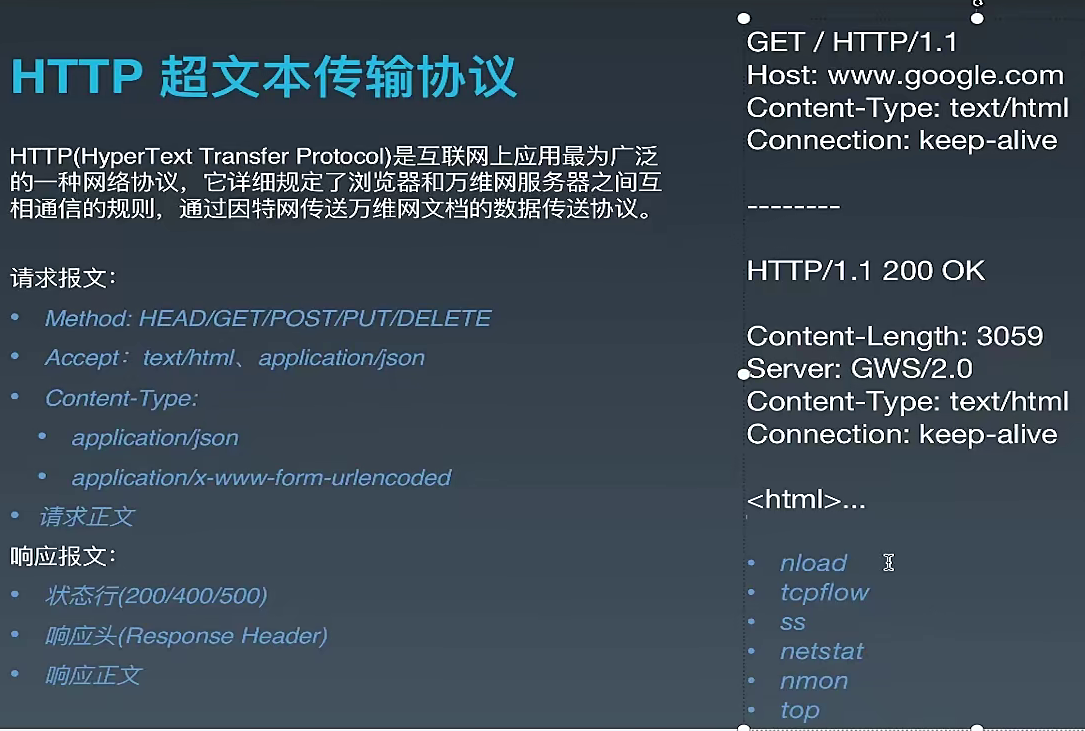 HTTP 超文本传输协议
HTTP(HyperText Transfer Protocol)是互联网上应用最为广泛
的一种网络协议，它详细规定了浏览器和万维网服务器之间互
相通信的规则，通过因特网传送万维网文档的数据传送协议。
请求报文：
• Method: HEAD/GET/POST/PUT/DELETE
• Accept：text/html、application/json
• Content-Type:
• application/json
• application/x-www-form-urlencoded
• 请求正文
响应报文：
• 状态行(200/400/500)
• 响应头(Response Header)
• 响应正文
GET / HTTP/1.1
Host: www.google.com
Content-Type: text/html
Connection: keep-alive
--------
HTTP/1.1 200 OK
Content-Length: 3059
Server: GWS/2.0
Content-Type: text/html
Connection: keep-alive
<html>...
• nload
• tcpflow
• ss
• netstat
• nmon
• top